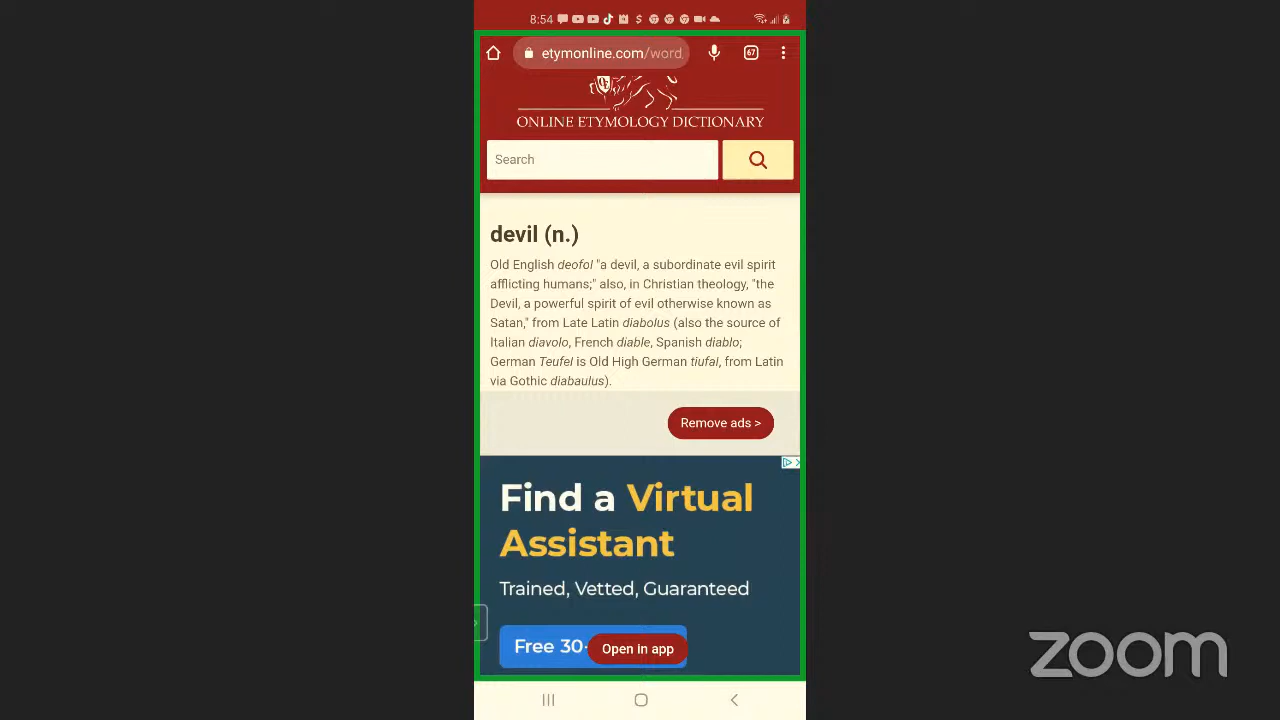 8:54
etymonline.com/word
67
ONLINE ETYMOLOGY DICTIONARY
Search
devil (n.)
Old English deofol "a devil, a subordinate evil spirit
afflicting humans;" also, in Christian theology, "the
Devil, a powerful spirit of evil otherwise known as
Satan," from Late Latin diabolus (also the source of
Italian diavolo, French diable, Spanish diablo;
German Teufel is Old High German tiufal, from Latin
via Gothic diabaulus).
Remove ads >
Find a Virtual
Assistant
Trained, Vetted, Guaranteed
Free 30-
Open in app
zoom